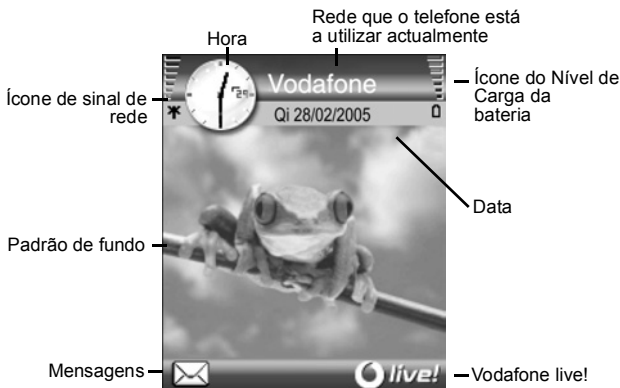 Rede que o telefone está
a utilizar actualmente
Hora
Ícone de sinal de
rede
Vodafone
Qi 28/02/2005
Ícone do Nível de
Carga da
bateria
Data
Padrão de fundo
Mensagens
live!
Vodafone live!